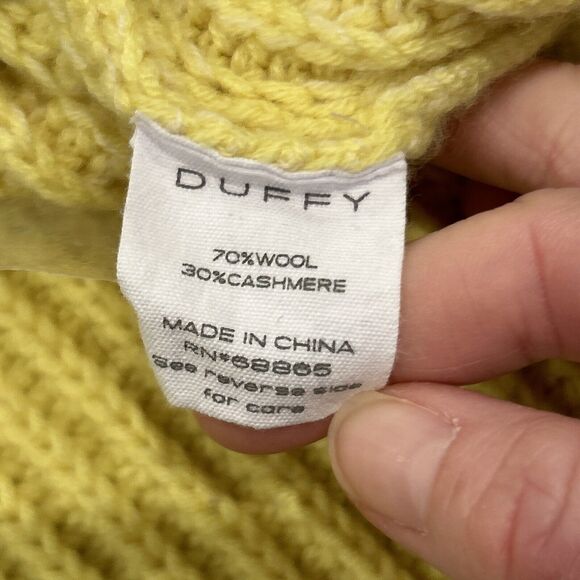 DUFFY
70%WOOL
30%CASHMERE
MADE IN CHINA
RN#68865
See reverse side
for care